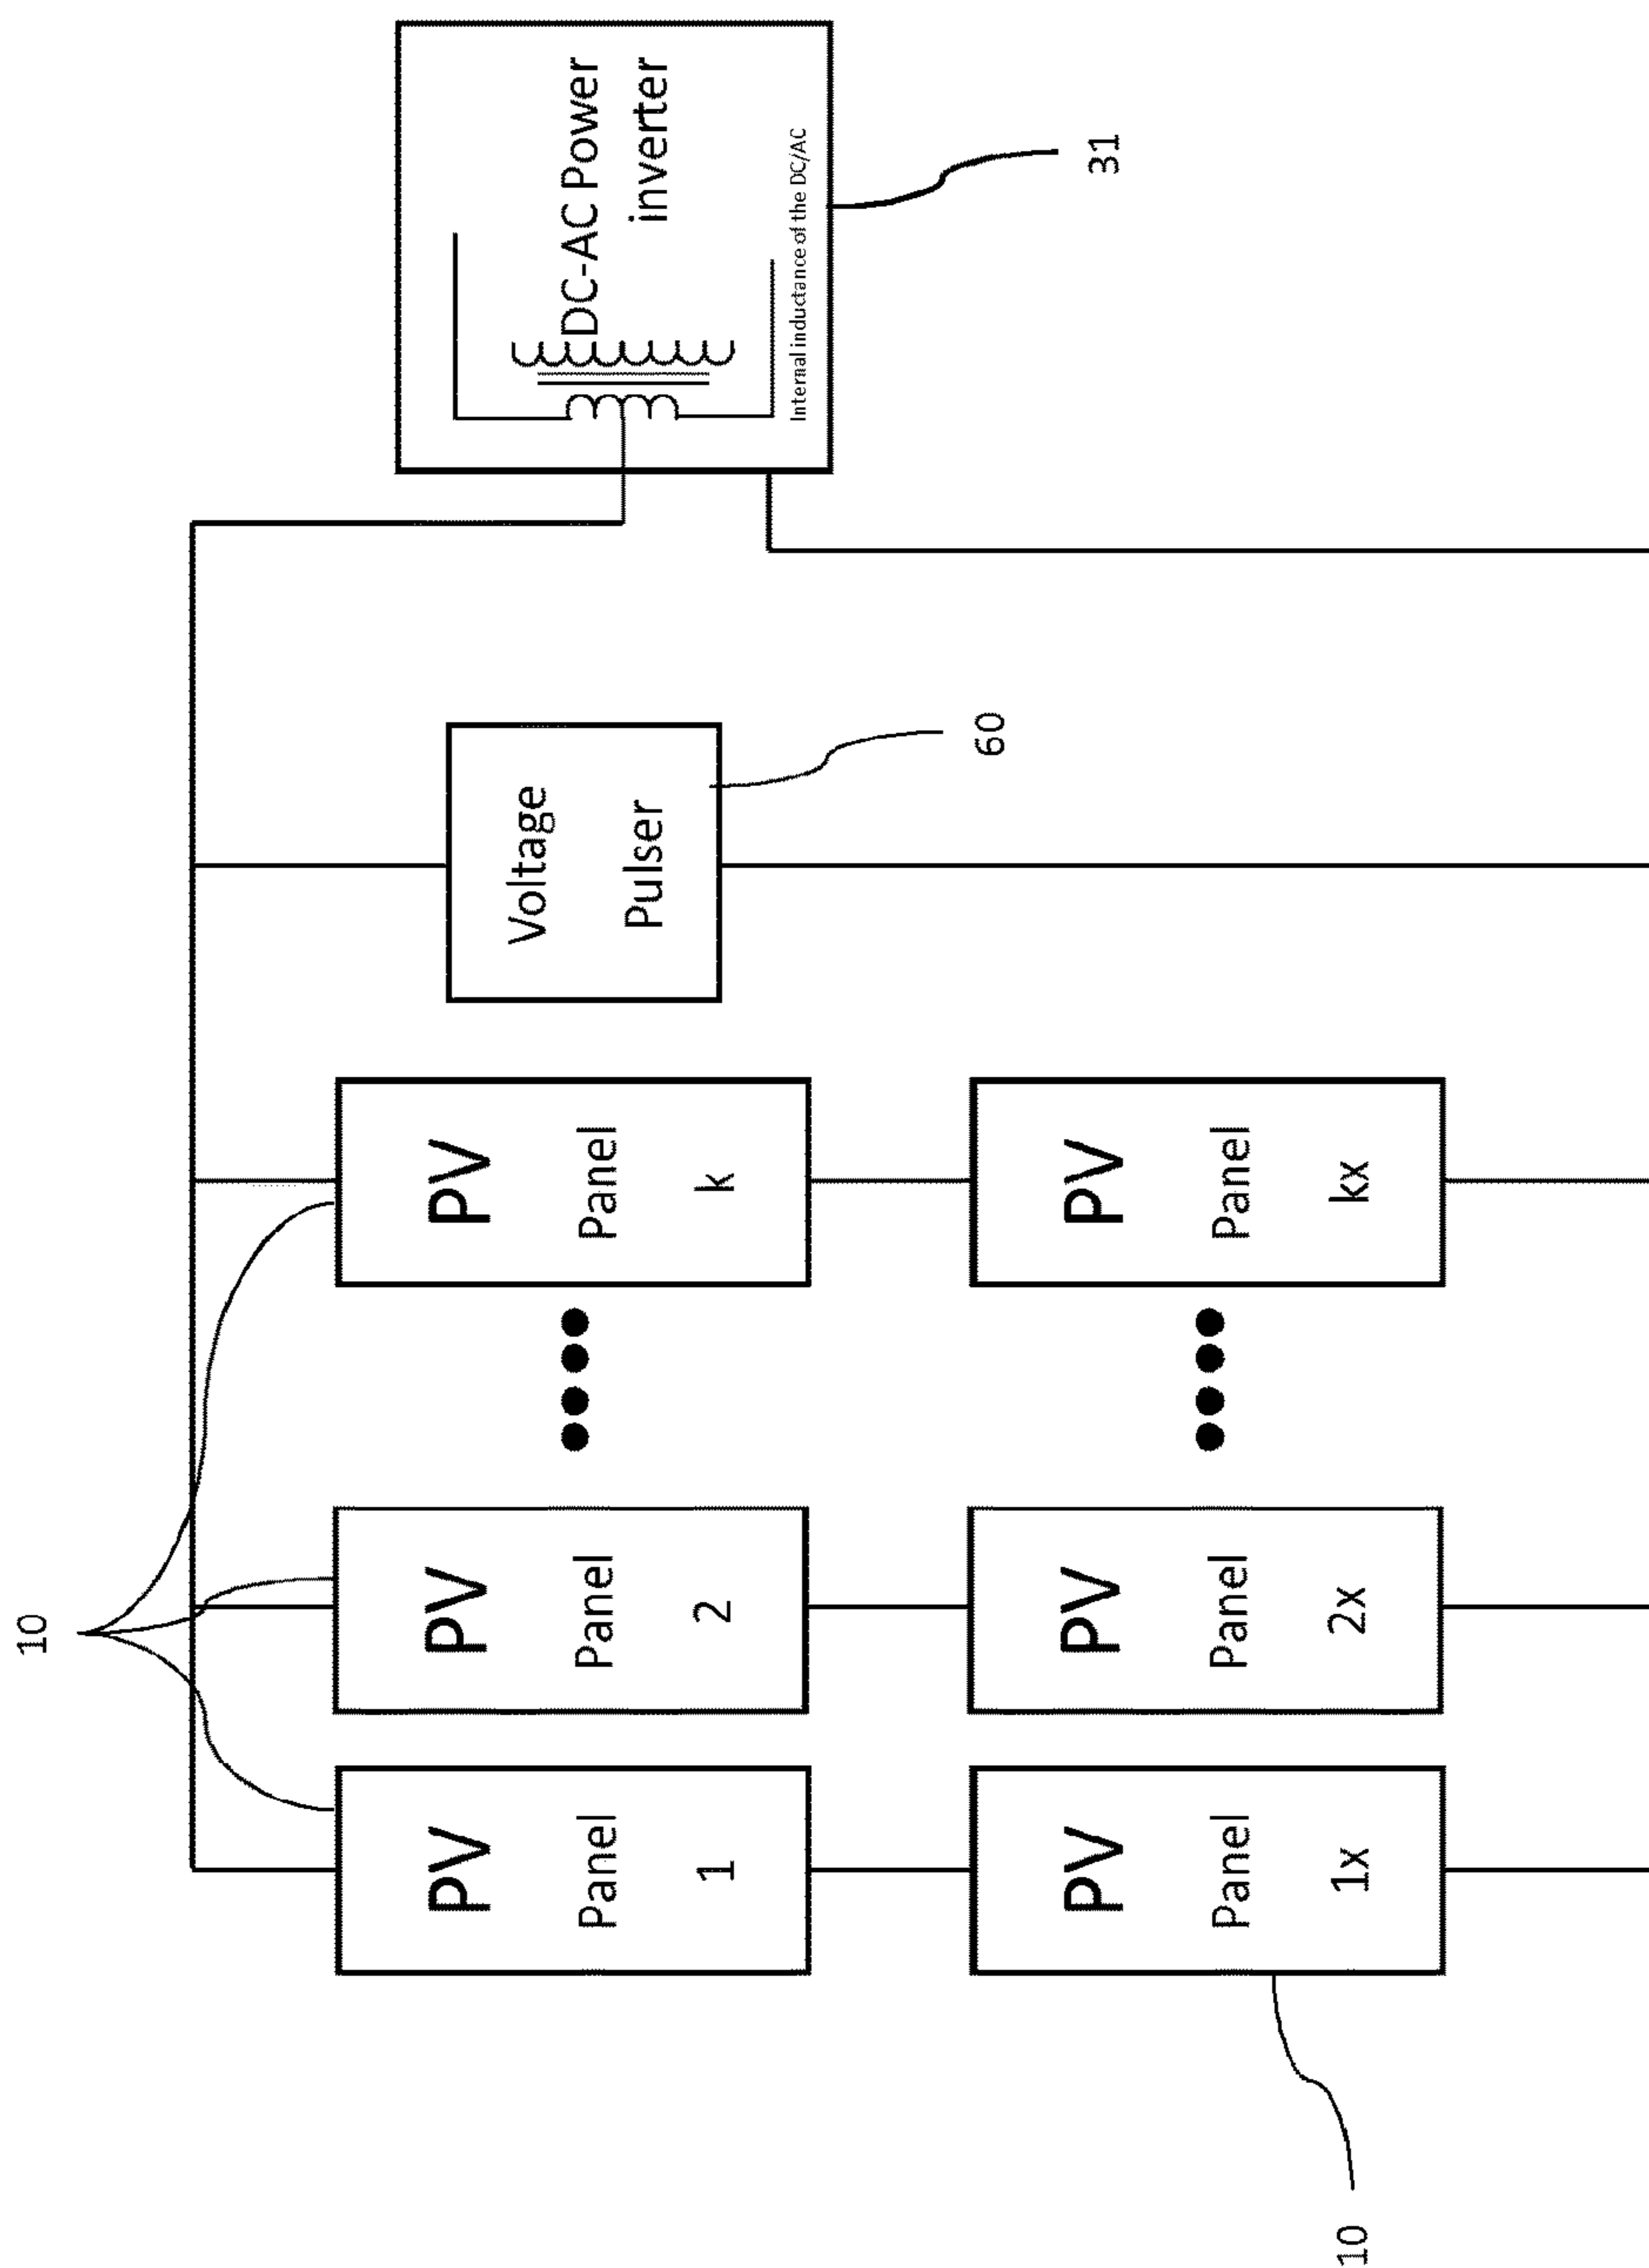 10
PV
Panel
1
PV
Panel
2
PV
Panel
k
Voltage
Pulser
60
DC-AC Power
inverter
Internal inductance of the DC/AC
31
PV
Panel
1x
PV
Panel
2x
PV
Panel
kx
10